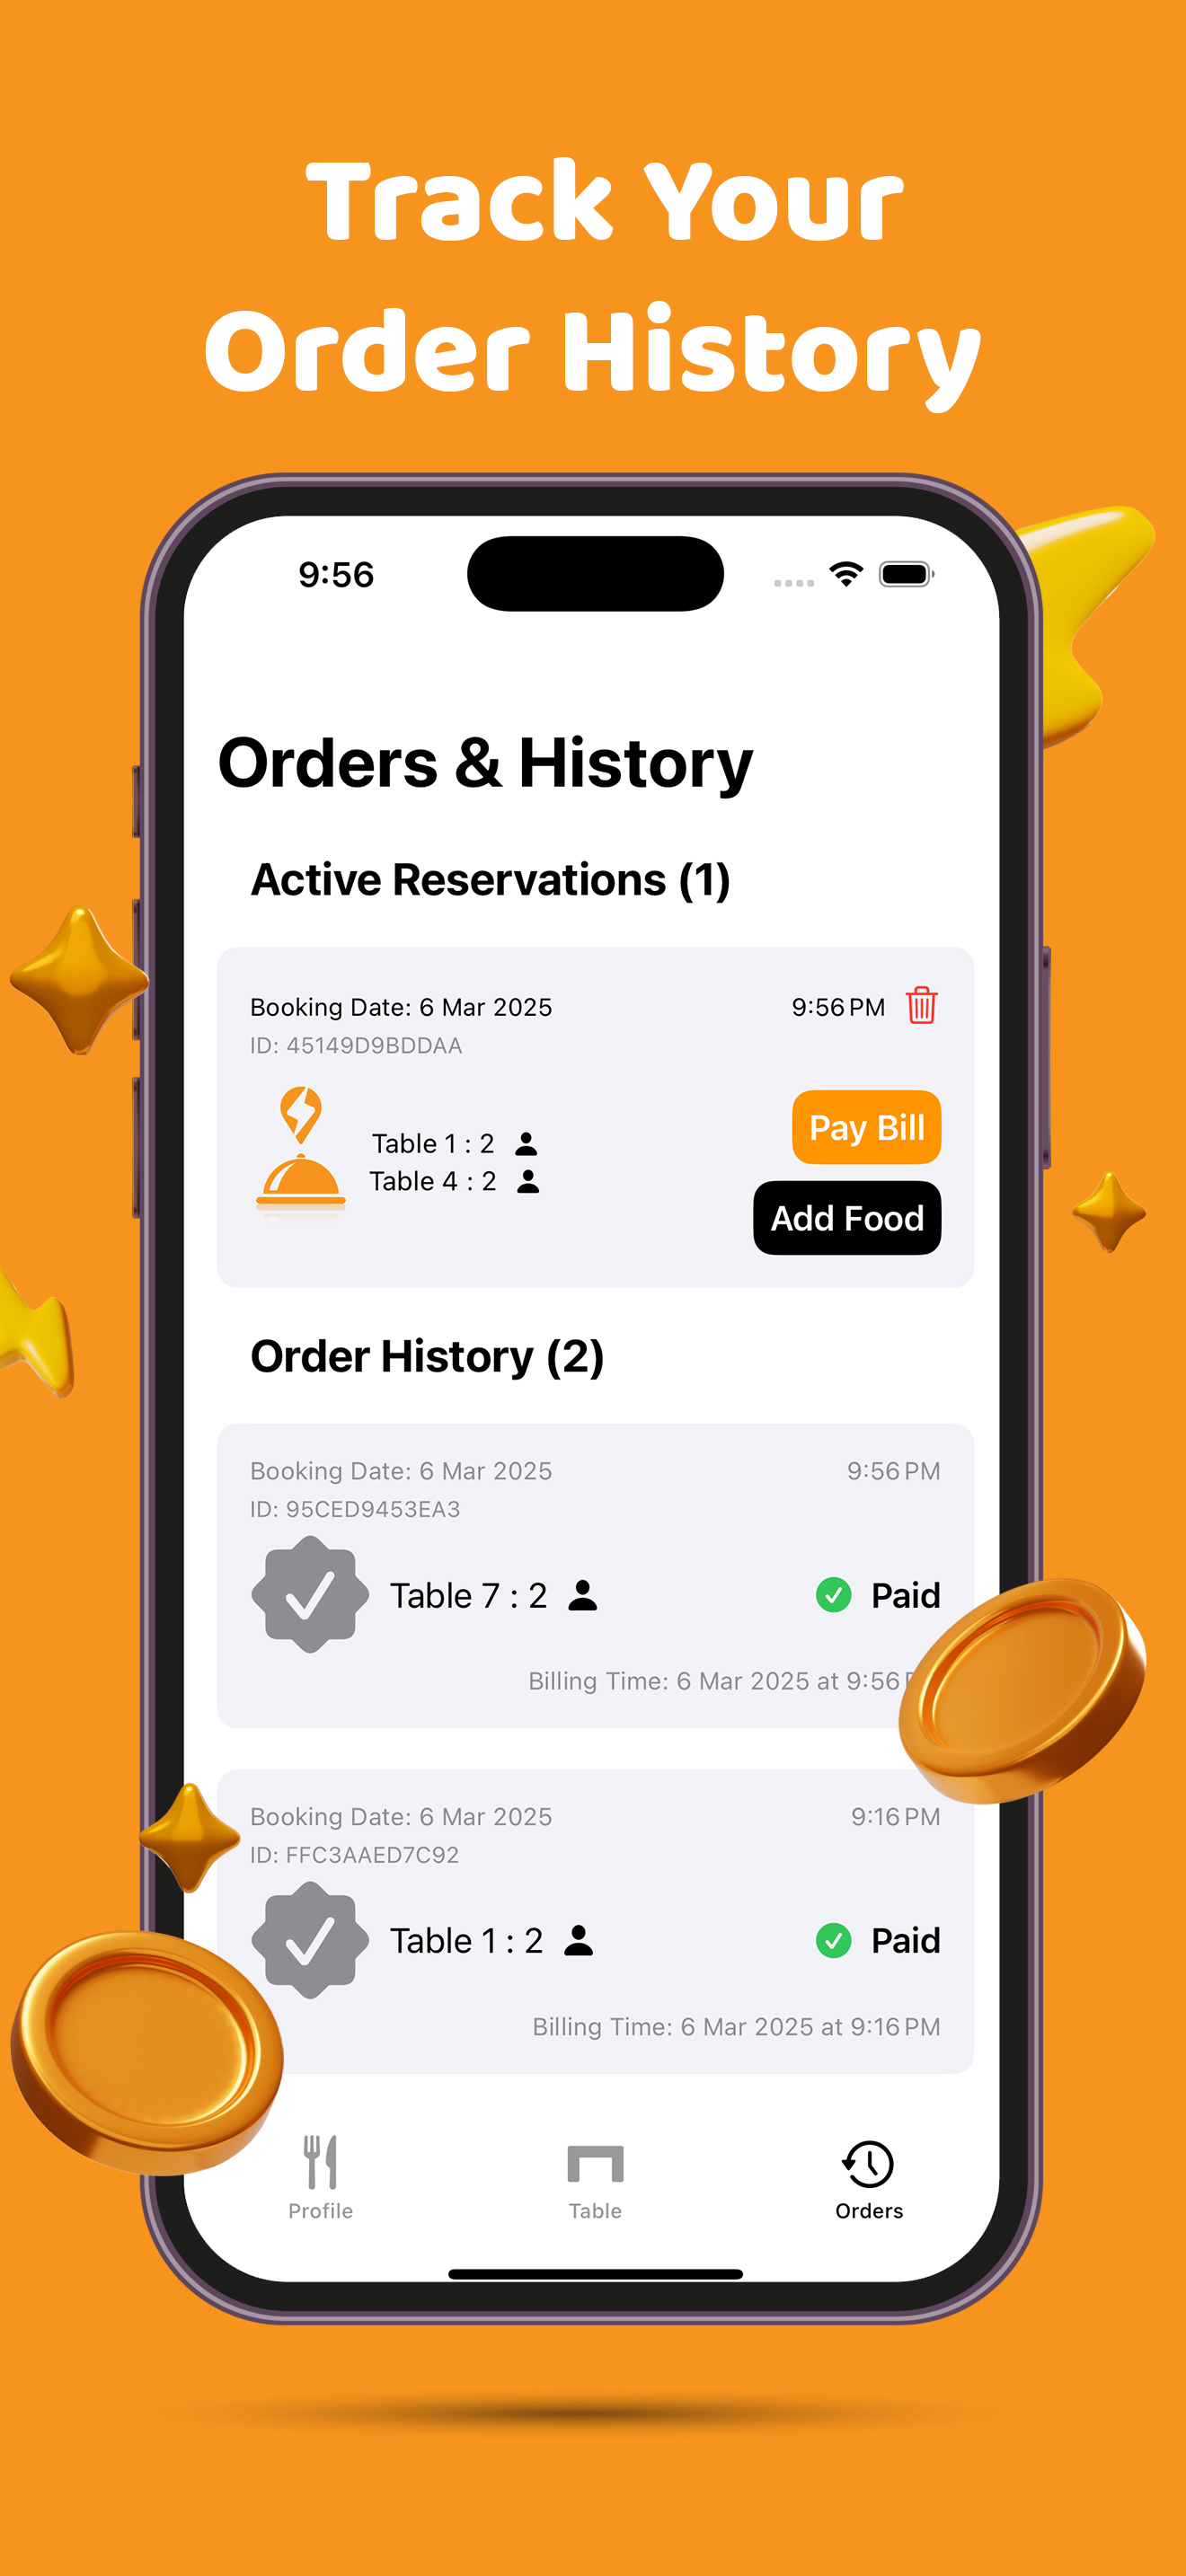 Track Your
Order History
9:56
Orders & History
Active Reservations (1)
Booking Date: 6 Mar 2025 9:56 PM
ID: 45149D9BDDAA
Table 1 : 2
Table 4 : 2
Pay Bill
Add Food
Order History (2)
Booking Date: 6 Mar 2025 9:56 PM
ID: 95CED9453EA3
Table 7 : 2 Paid
Billing Time: 6 Mar 2025 at 9:56
Booking Date: 6 Mar 2025 9:16 PM
ID: FFC3AAED7C92
Table 1 : 2 Paid
Billing Time: 6 Mar 2025 at 9:16 PM
Profile Table Orders